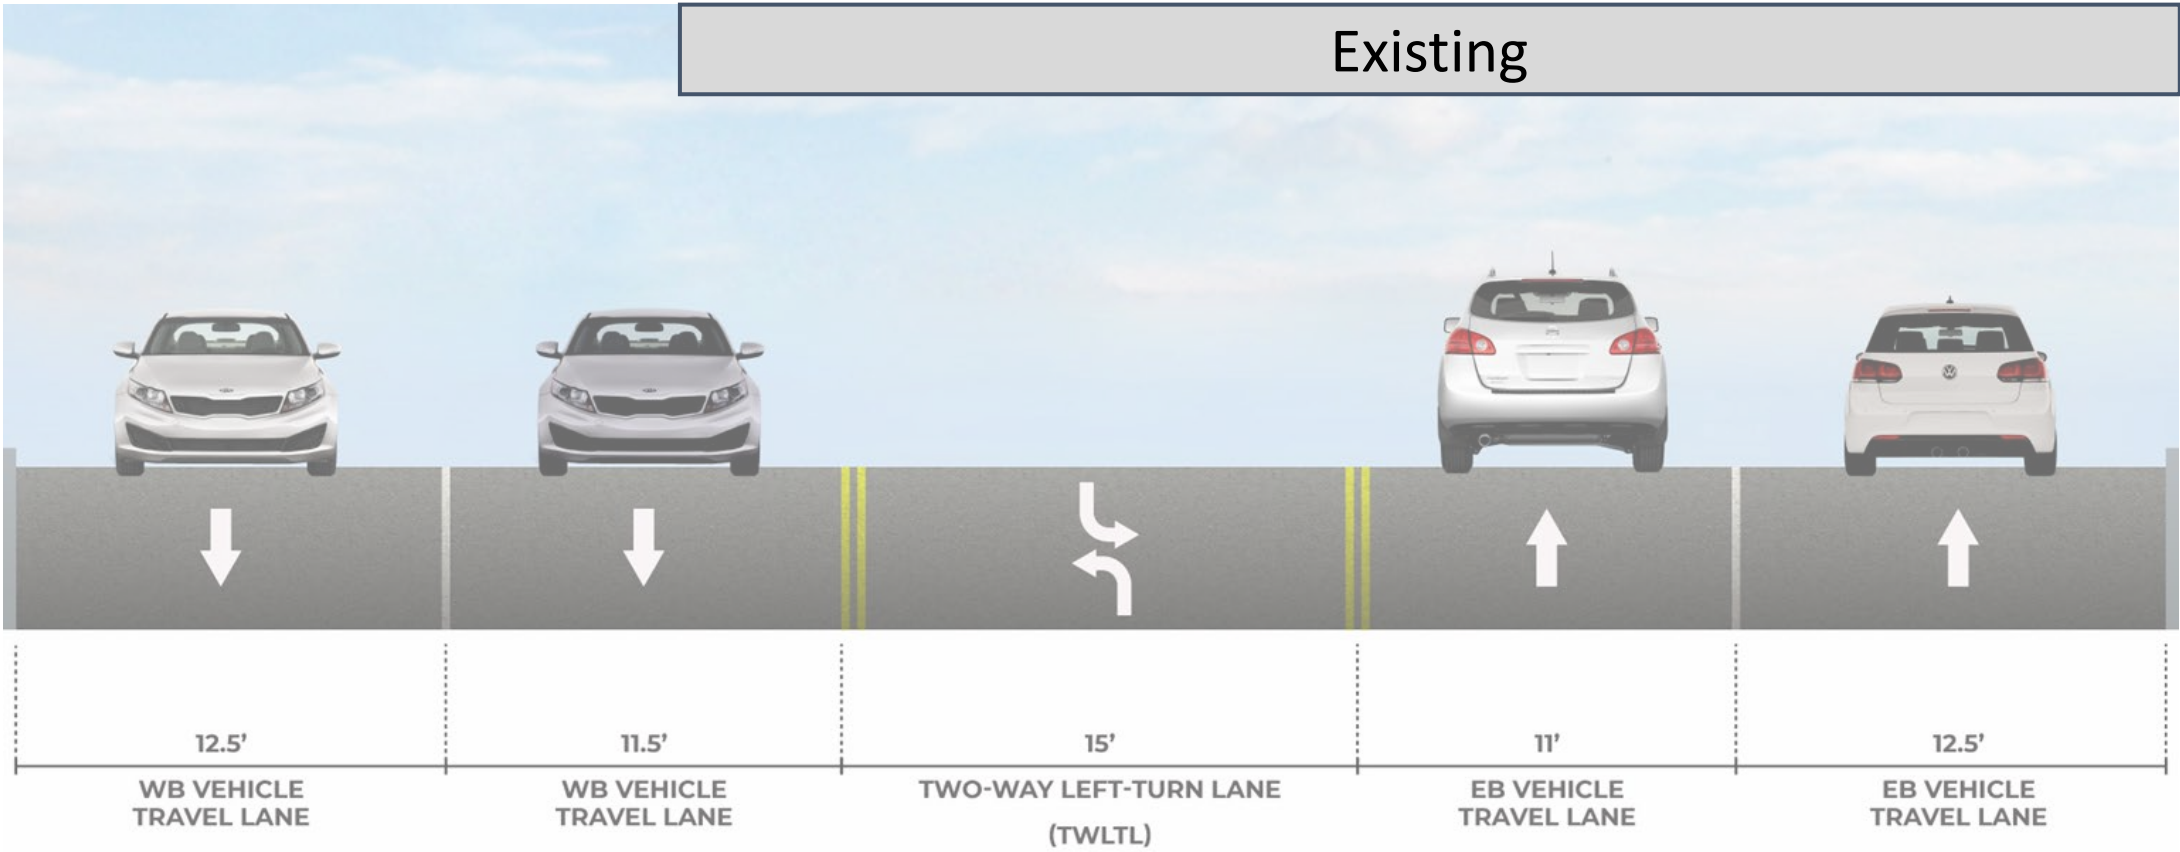 Existing
12.5’
11.5’
15’
11’
12.5’
WB VEHICLE
TRAVEL LANE
WB VEHICLE
TRAVEL LANE
TWO-WAY LEFT-TURN LANE
(TWLTL)
EB VEHICLE
TRAVEL LANE
EB VEHICLE
TRAVEL LANE